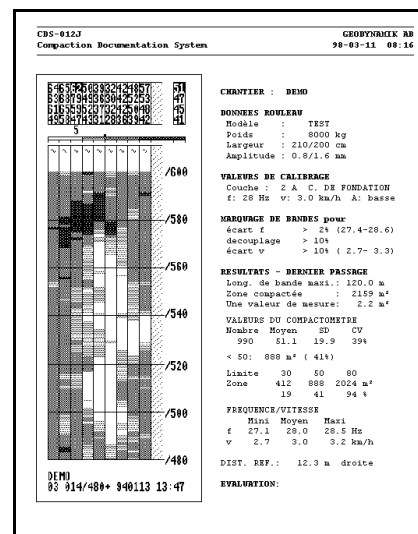 CDS-012J GEODYNAMIK AB
Compaction Documentation System 98-03-11 08:16
51
47
45
41
5
/600
/580
/560
/540
/520
/500
/480
DEMO
03 014/480+ 940113 13:47
CHANTIER : DEMO
DONNEES ROULEAU
Modèle : TEST
Poids : 8000 kg
Largeur : 210/200 cm
Amplitude : 0.8/1.6 mm
VALEURS DE CALIBRAGE
Couche : 2 A C. DE FONDATION
f: 28 Hz v: 3.0 km/h A: basse
MARQUAGE DE BANDES pour
écart f > 2% (27.4-28.6)
decouplage > 10%
écart v > 10% ( 2.7- 3.3)
RESULTATS - DERNIER PASSAGE
Long. de bande maxi.: 120.0 m
Zone compactée : 2159 m²
Une valeur de mesure: 2.2 m²
VALEURS DU COMPACTOMETRE
Nombre Moyen SD CV
990 51.1 19.9 39%
< 50: 888 m² ( 41%)
Limite 30 50 80
Zone 412 888 2024 m²
19 41 94 %
FREQUENCE/VITESSE
Mini Moyen Maxi
f 27.1 28.0 28.5 Hz
v 2.7 3.0 3.2 km/h
DIST. REF.: 12.3 m droite
EVALUATION: